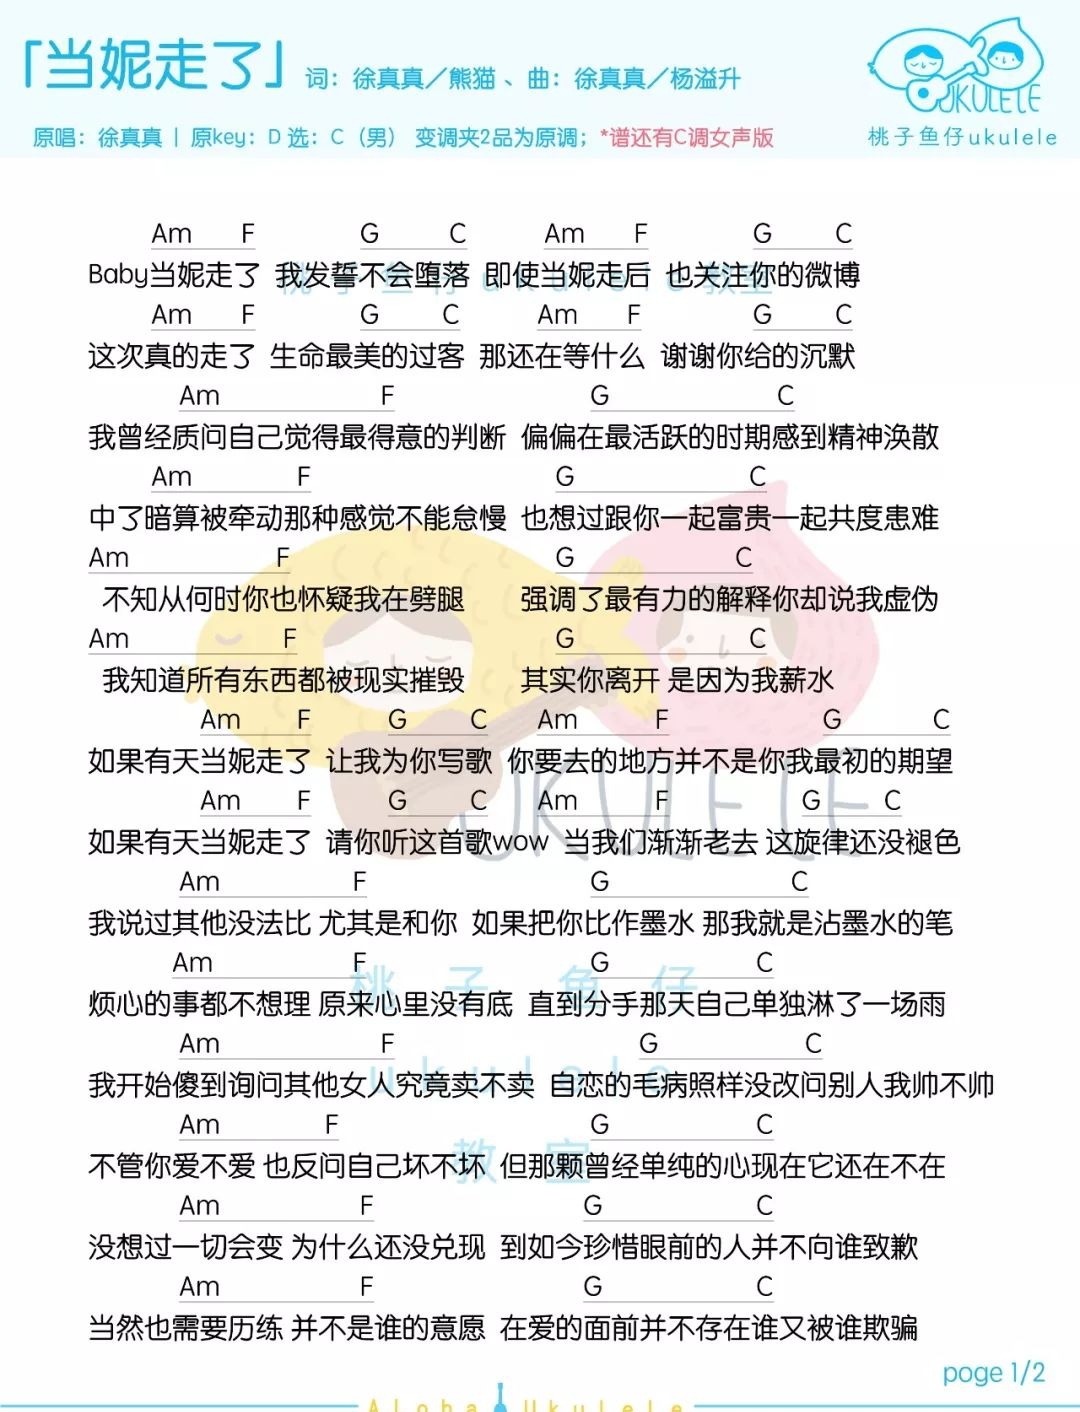 「当妮走了」 词：徐真真／熊猫 、曲：徐真真／杨溢升
UKULELE
原唱：徐真真 | 原key：D 选：C（男） 变调夹2品为原调；*谱还有C调女声版
桃子鱼仔ukulele
Am F G C Am F G C
Baby当妮走了 我发誓不会堕落 即使当妮走后 也关注你的微博
桃子鱼仔ukulele教室
Am F G C Am F G C
这次真的走了 生命最美的过客 那还在等什么 谢谢你给的沉默
Am F G C
我曾经质问自己觉得最得意的判断 偏偏在最活跃的时期感到精神涣散
Am F G C
中了暗算被牵动那种感觉不能怠慢 也想过跟你一起富贵一起共度患难
Am F G C
不知从何时你也怀疑我在劈腿 强调了最有力的解释你却说我虚伪
Am F G C
我知道所有东西都被现实摧毁 其实你离开 是因为我薪水
Am F G C Am F G C
如果有天当妮走了 让我为你写歌 你要去的地方并不是你我最初的期望
Am F G C Am F G C
如果有天当妮走了 请你听这首歌wow 当我们渐渐老去 这旋律还没褪色
UKULELE
Am F G C
我说过其他没法比 尤其是和你 如果把你比作墨水 那我就是沾墨水的笔
Am F G C
桃子鱼仔
烦心的事都不想理 原来心里没有底 直到分手那天自己单独淋了一场雨
Am F G C
ukulele
我开始傻到询问其他女人究竟卖不卖 自恋的毛病照样没改问别人我帅不帅
Am F G C
教室
不管你爱不爱 也反问自己坏不坏 但那颗曾经单纯的心现在它还在不在
Am F G C
没想过一切会变 为什么还没兑现 到如今珍惜眼前的人并不向谁致歉
Am F G C
当然也需要历练 并不是谁的意愿 在爱的面前并不存在谁又被谁欺骗
poge 1/2
Aloha Ukulele